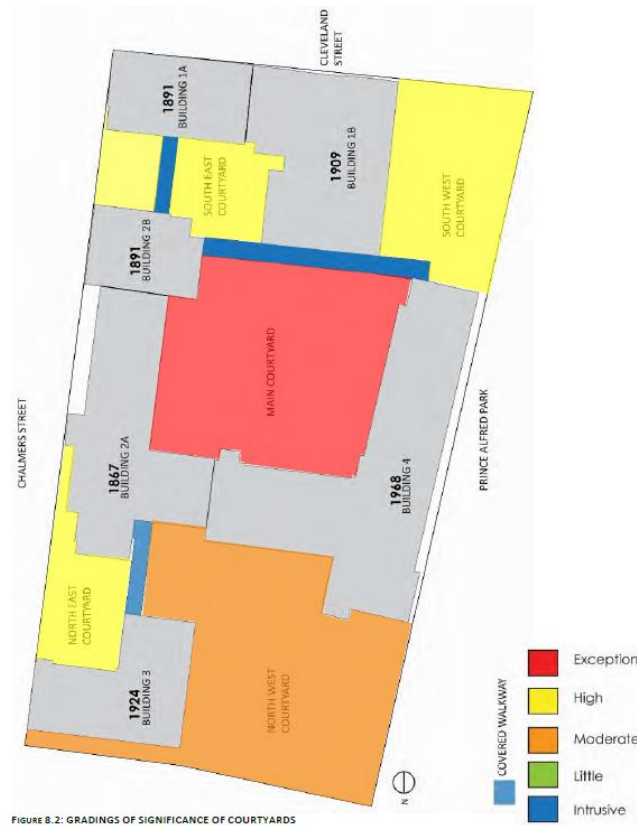 CLEVELAND
STREET
1891
BUILDING 1A
SOUTH EAST
COURTYARD
1909
BUILDING 1B
SOUTH WEST
COURTYARD
1891
BUILDING 2B
MAIN COURTYARD
CHALMERS STREET
1867
BUILDING 2A
1968
BUILDING 4
PRINCE ALFRED PARK
NORTH EAST
COURTYARD
1924
BUILDING 3
NORTH WEST
COURTYARD
N
COVERED WALKWAY
Exception
High
Moderate
Little
Intrusive
FIGURE 8.2: GRADINGS OF SIGNIFICANCE OF COURTYARDS